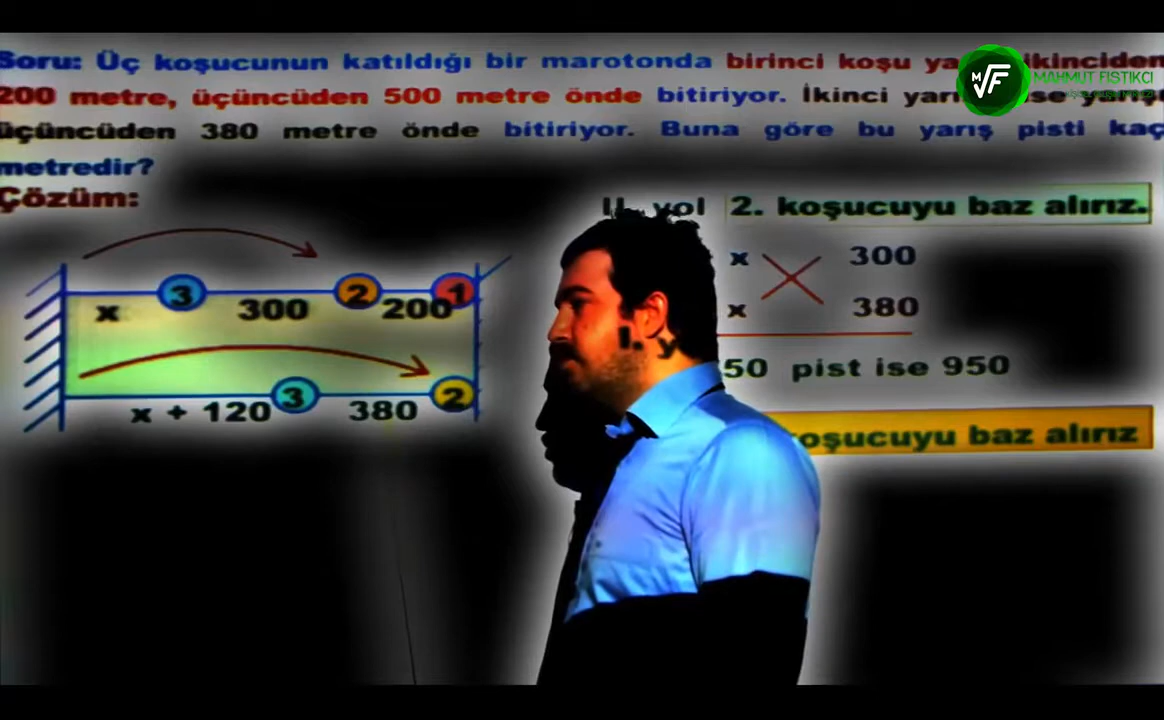 Soru: Üç koşucunun katıldığı bir marotonda birinci koşu ikinciden
200 metre, üçüncüden 500 metre önde bitiriyor. İkinci ise
üçüncüden 380 metre önde bitiriyor. Buna göre bu yarış pisti kaç
metredir?
Çözüm:
yol 2. koşucuyu baz alırız.
x 300
x 380
50 pist ise 950
koşucuyu baz alırız
3 2 1
x 300 200
3 2
x + 120 380
I. y
MAHMUT FISTIKCI